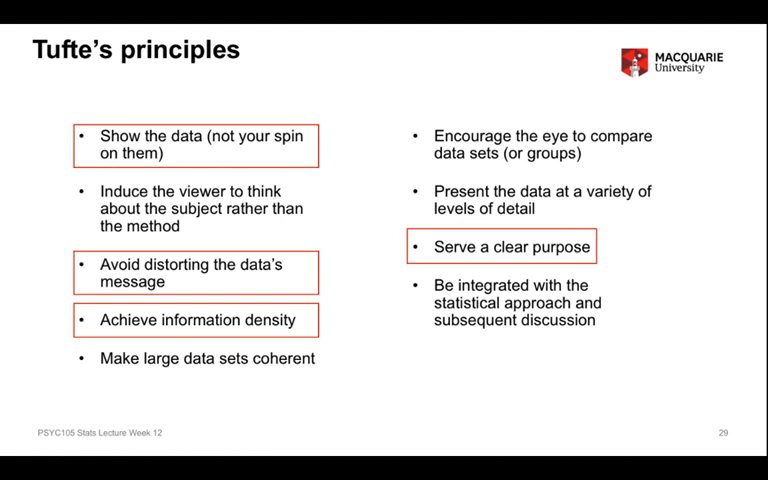 Tufte's principles
MACQUARIE
University
• Show the data (not your spin
on them)
• Induce the viewer to think
about the subject rather than
the method
• Avoid distorting the data's
message
• Achieve information density
• Make large data sets coherent
• Encourage the eye to compare
data sets (or groups)
• Present the data at a variety of
levels of detail
• Serve a clear purpose
• Be integrated with the
statistical approach and
subsequent discussion
PSYC105 Stats Lecture Week 12
29